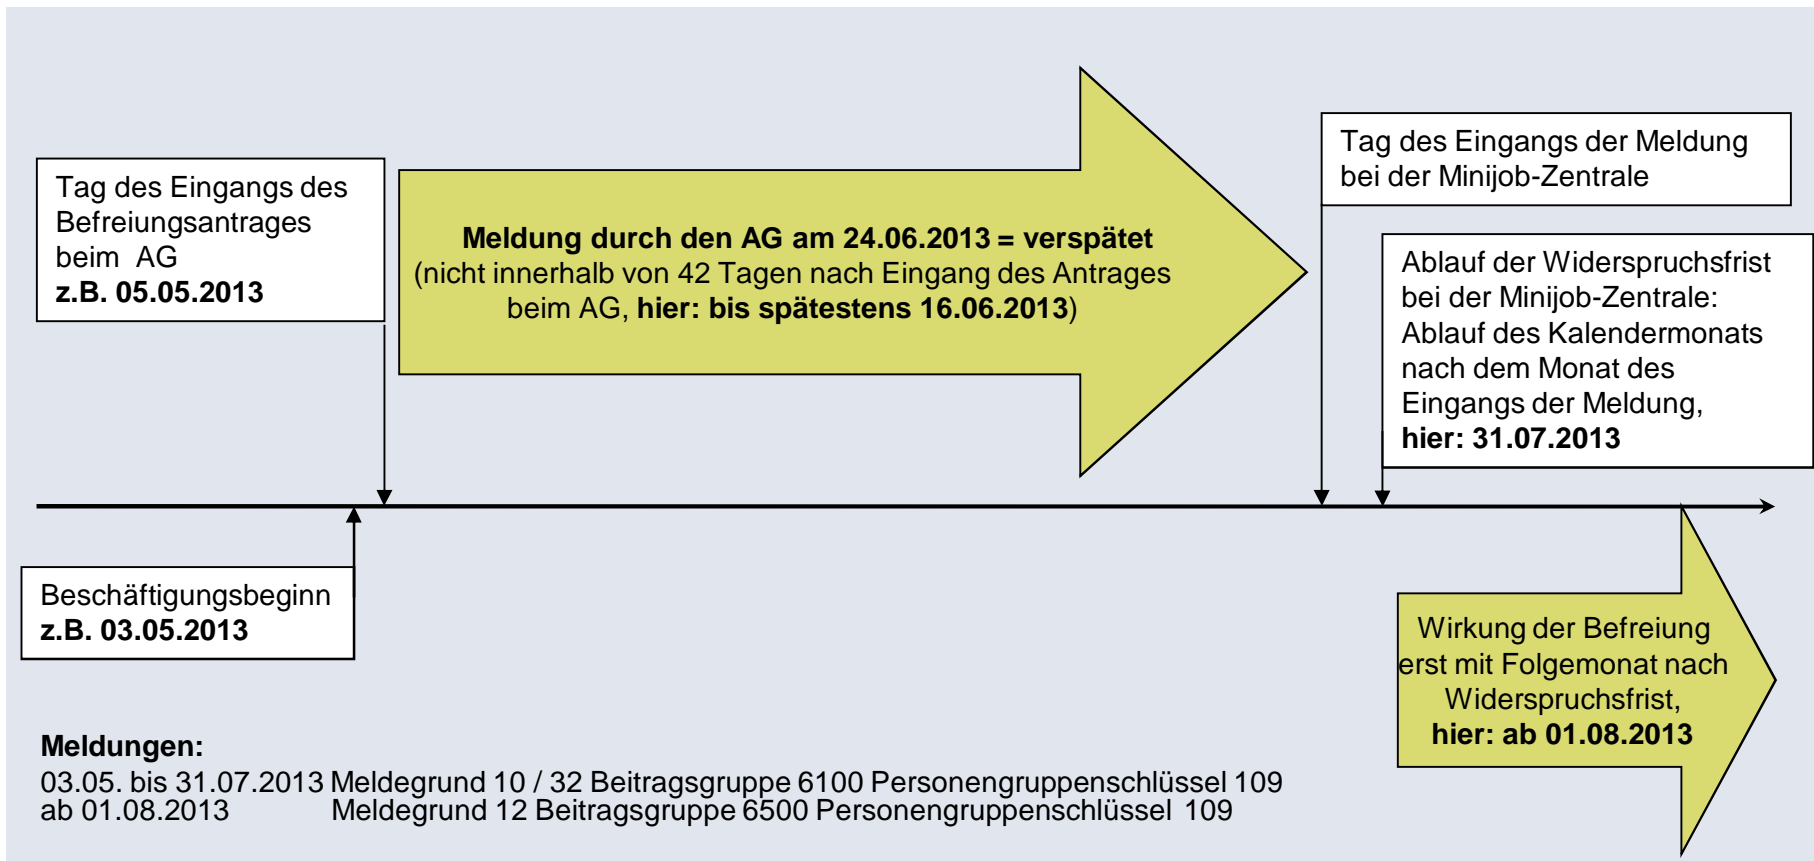 Tag des Eingangs des
Befreiungsantrages
beim AG
z.B. 05.05.2013
Meldung durch den AG am 24.06.2013 = verspätet
(nicht innerhalb von 42 Tagen nach Eingang des Antrages
beim AG, hier: bis spätestens 16.06.2013)
Tag des Eingangs der Meldung
bei der Minijob-Zentrale
Ablauf der Widerspruchsfrist
bei der Minijob-Zentrale:
Ablauf des Kalendermonats
nach dem Monat des
Eingangs der Meldung,
hier: 31.07.2013
Beschäftigungsbeginn
z.B. 03.05.2013
Wirkung der Befreiung
erst mit Folgemonat nach
Widerspruchsfrist,
hier: ab 01.08.2013
Meldungen:
03.05. bis 31.07.2013 Meldegrund 10 / 32 Beitragsgruppe 6100 Personengruppenschlüssel 109
ab 01.08.2013 Meldegrund 12 Beitragsgruppe 6500 Personengruppenschlüssel 109